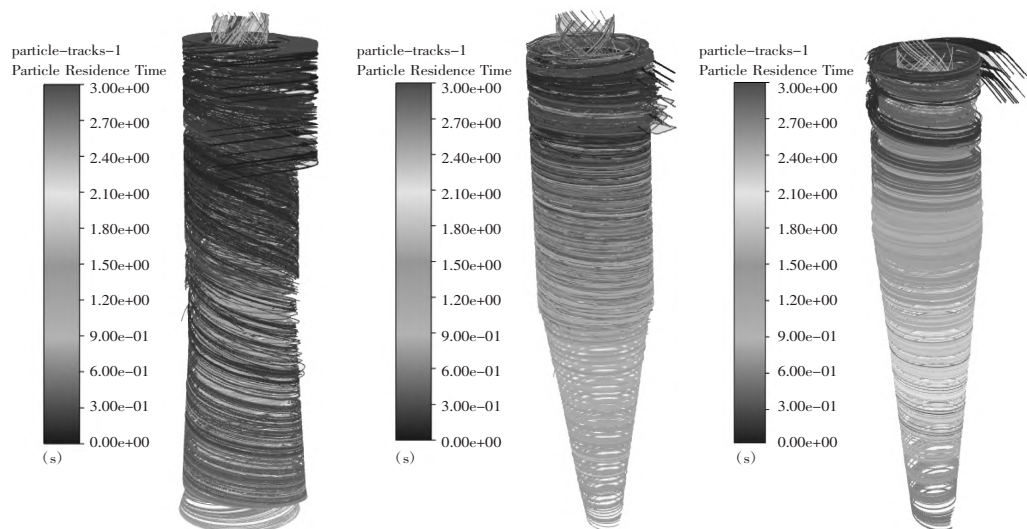 particle-tracks-1
Particle Residence Time
3.00e+00
2.70e+00
2.40e+00
2.10e+00
1.80e+00
1.50e+00
1.20e+00
9.00e-01
6.00e-01
3.00e-01
0.00e+00
(s)
particle-tracks-1
Particle Residence Time
3.00e+00
2.70e+00
2.40e+00
2.10e+00
1.80e+00
1.50e+00
1.20e+00
9.00e-01
6.00e-01
3.00e-01
0.00e+00
(s)
particle-tracks-1
Particle Residence Time
3.00e+00
2.70e+00
2.40e+00
2.10e+00
1.80e+00
1.50e+00
1.20e+00
9.00e-01
6.00e-01
3.00e-01
0.00e+00
(s)